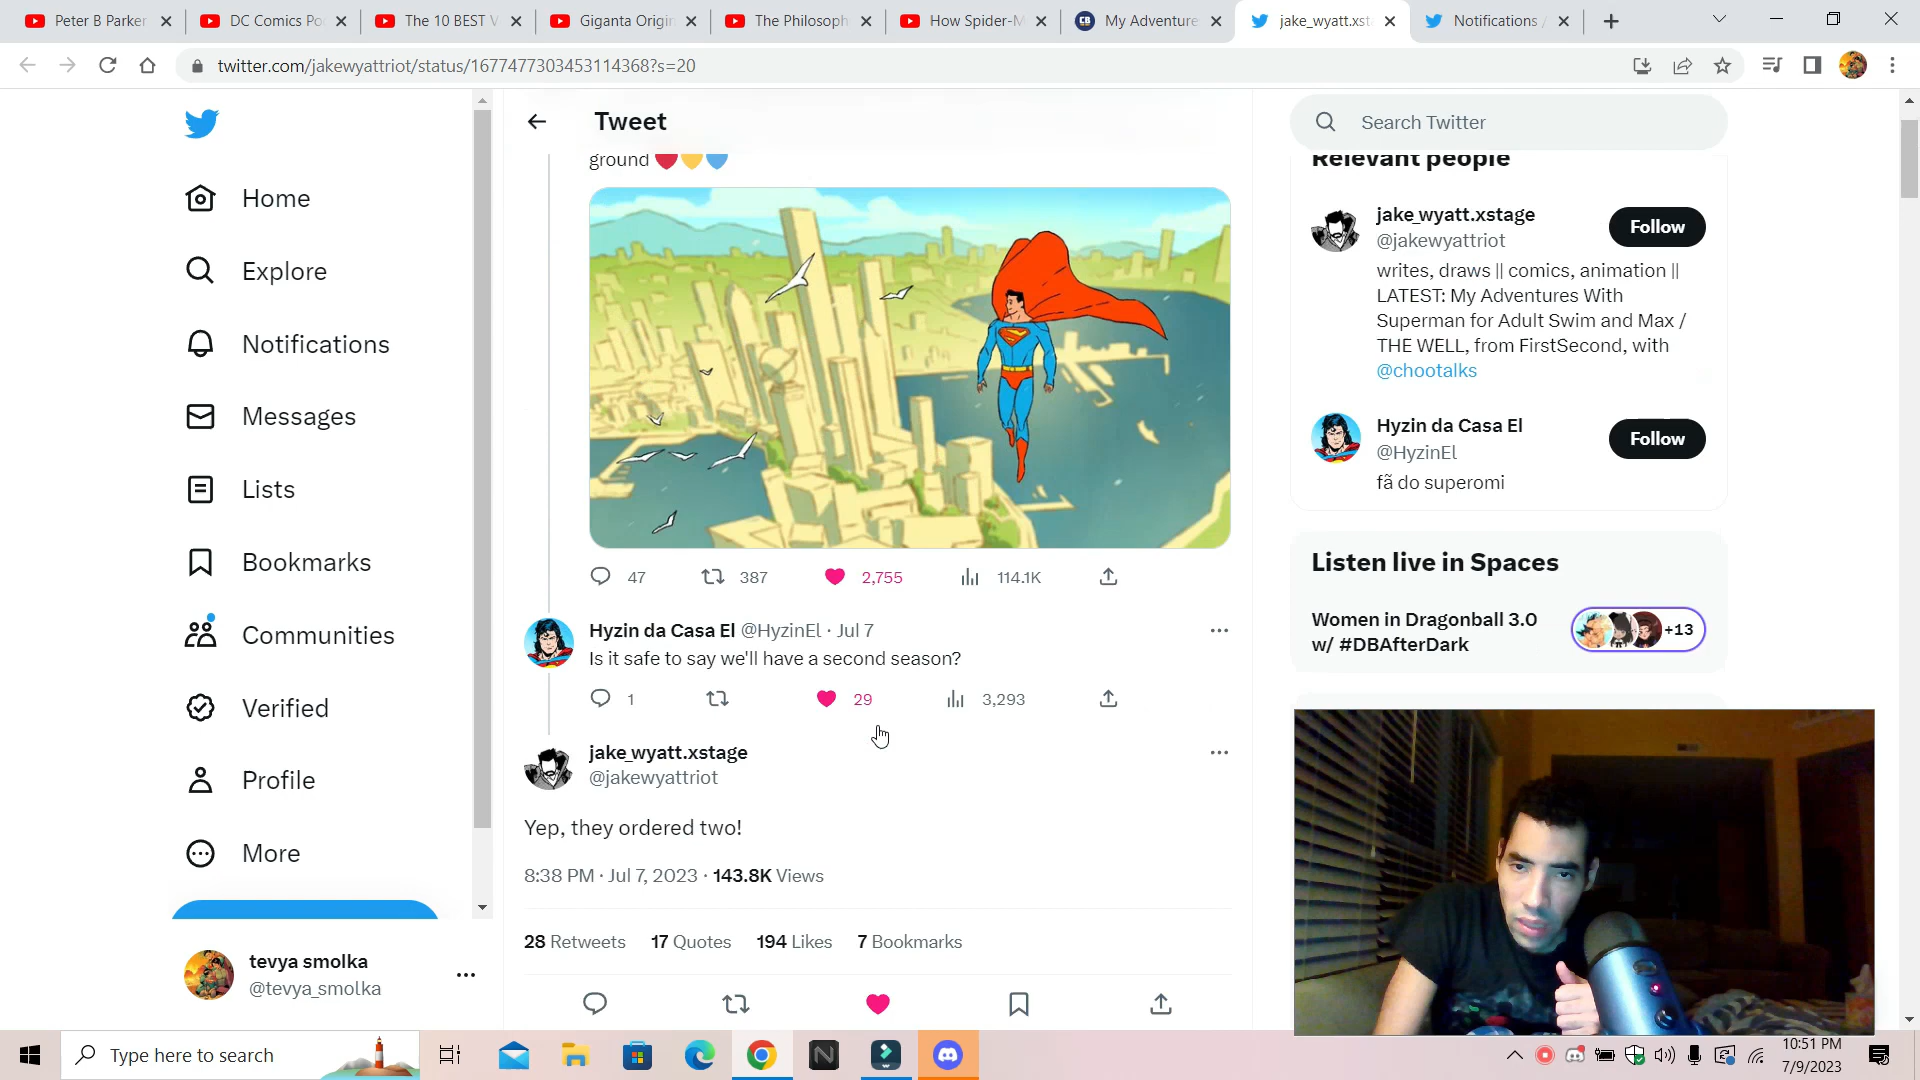 Peter B Parker
DC Comics Po
The 10 BEST V
Giganta Origin
The Philosoph
How Spider-M
My Adventure
jake_wyatt.xst
Notifications /
twitter.com/jakewyattriot/status/1677477303453114368?s=20
Home
Explore
Notifications
Messages
Lists
Bookmarks
Communities
Verified
Profile
More
tevya smolka
@tevya_smolka
Tweet
ground
47
387
2,755
114.1K
Hyzin da Casa El @HyzinEl · Jul 7
Is it safe to say we'll have a second season?
1
29
3,293
jake_wyatt.xstage
@jakewyattriot
Yep, they ordered two!
8:38 PM · Jul 7, 2023 · 143.8K Views
28 Retweets 17 Quotes 194 Likes 7 Bookmarks
Search Twitter
Relevant people
jake_wyatt.xstage
@jakewyattriot
Follow
writes, draws || comics, animation ||
LATEST: My Adventures With
Superman for Adult Swim and Max /
THE WELL, from FirstSecond, with
@chootalks
Hyzin da Casa El
@HyzinEl
Follow
fã do superomi
Listen live in Spaces
Women in Dragonball 3.0
w/ #DBAfterDark
+13
Type here to search
10:51 PM
7/9/2023